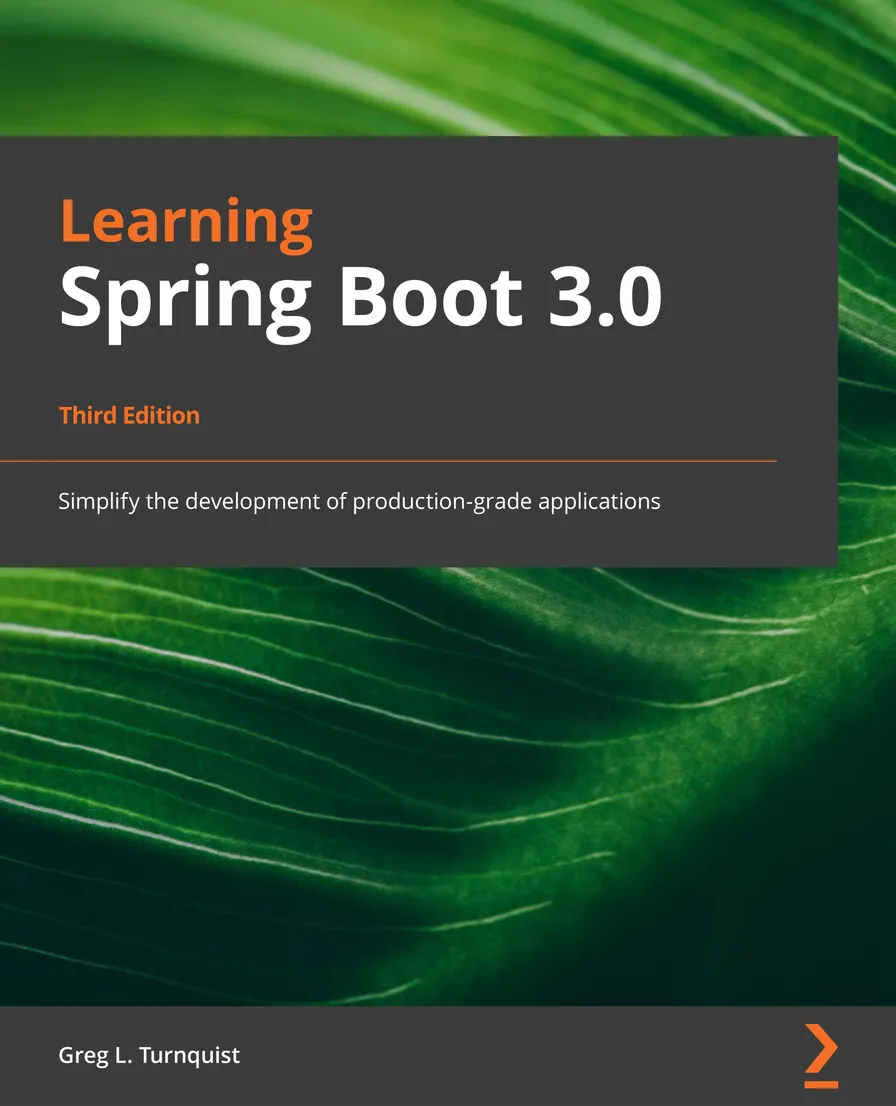 Learning
Spring Boot 3.0
Third Edition
Simplify the development of production-grade applications
Greg L. Turnquist